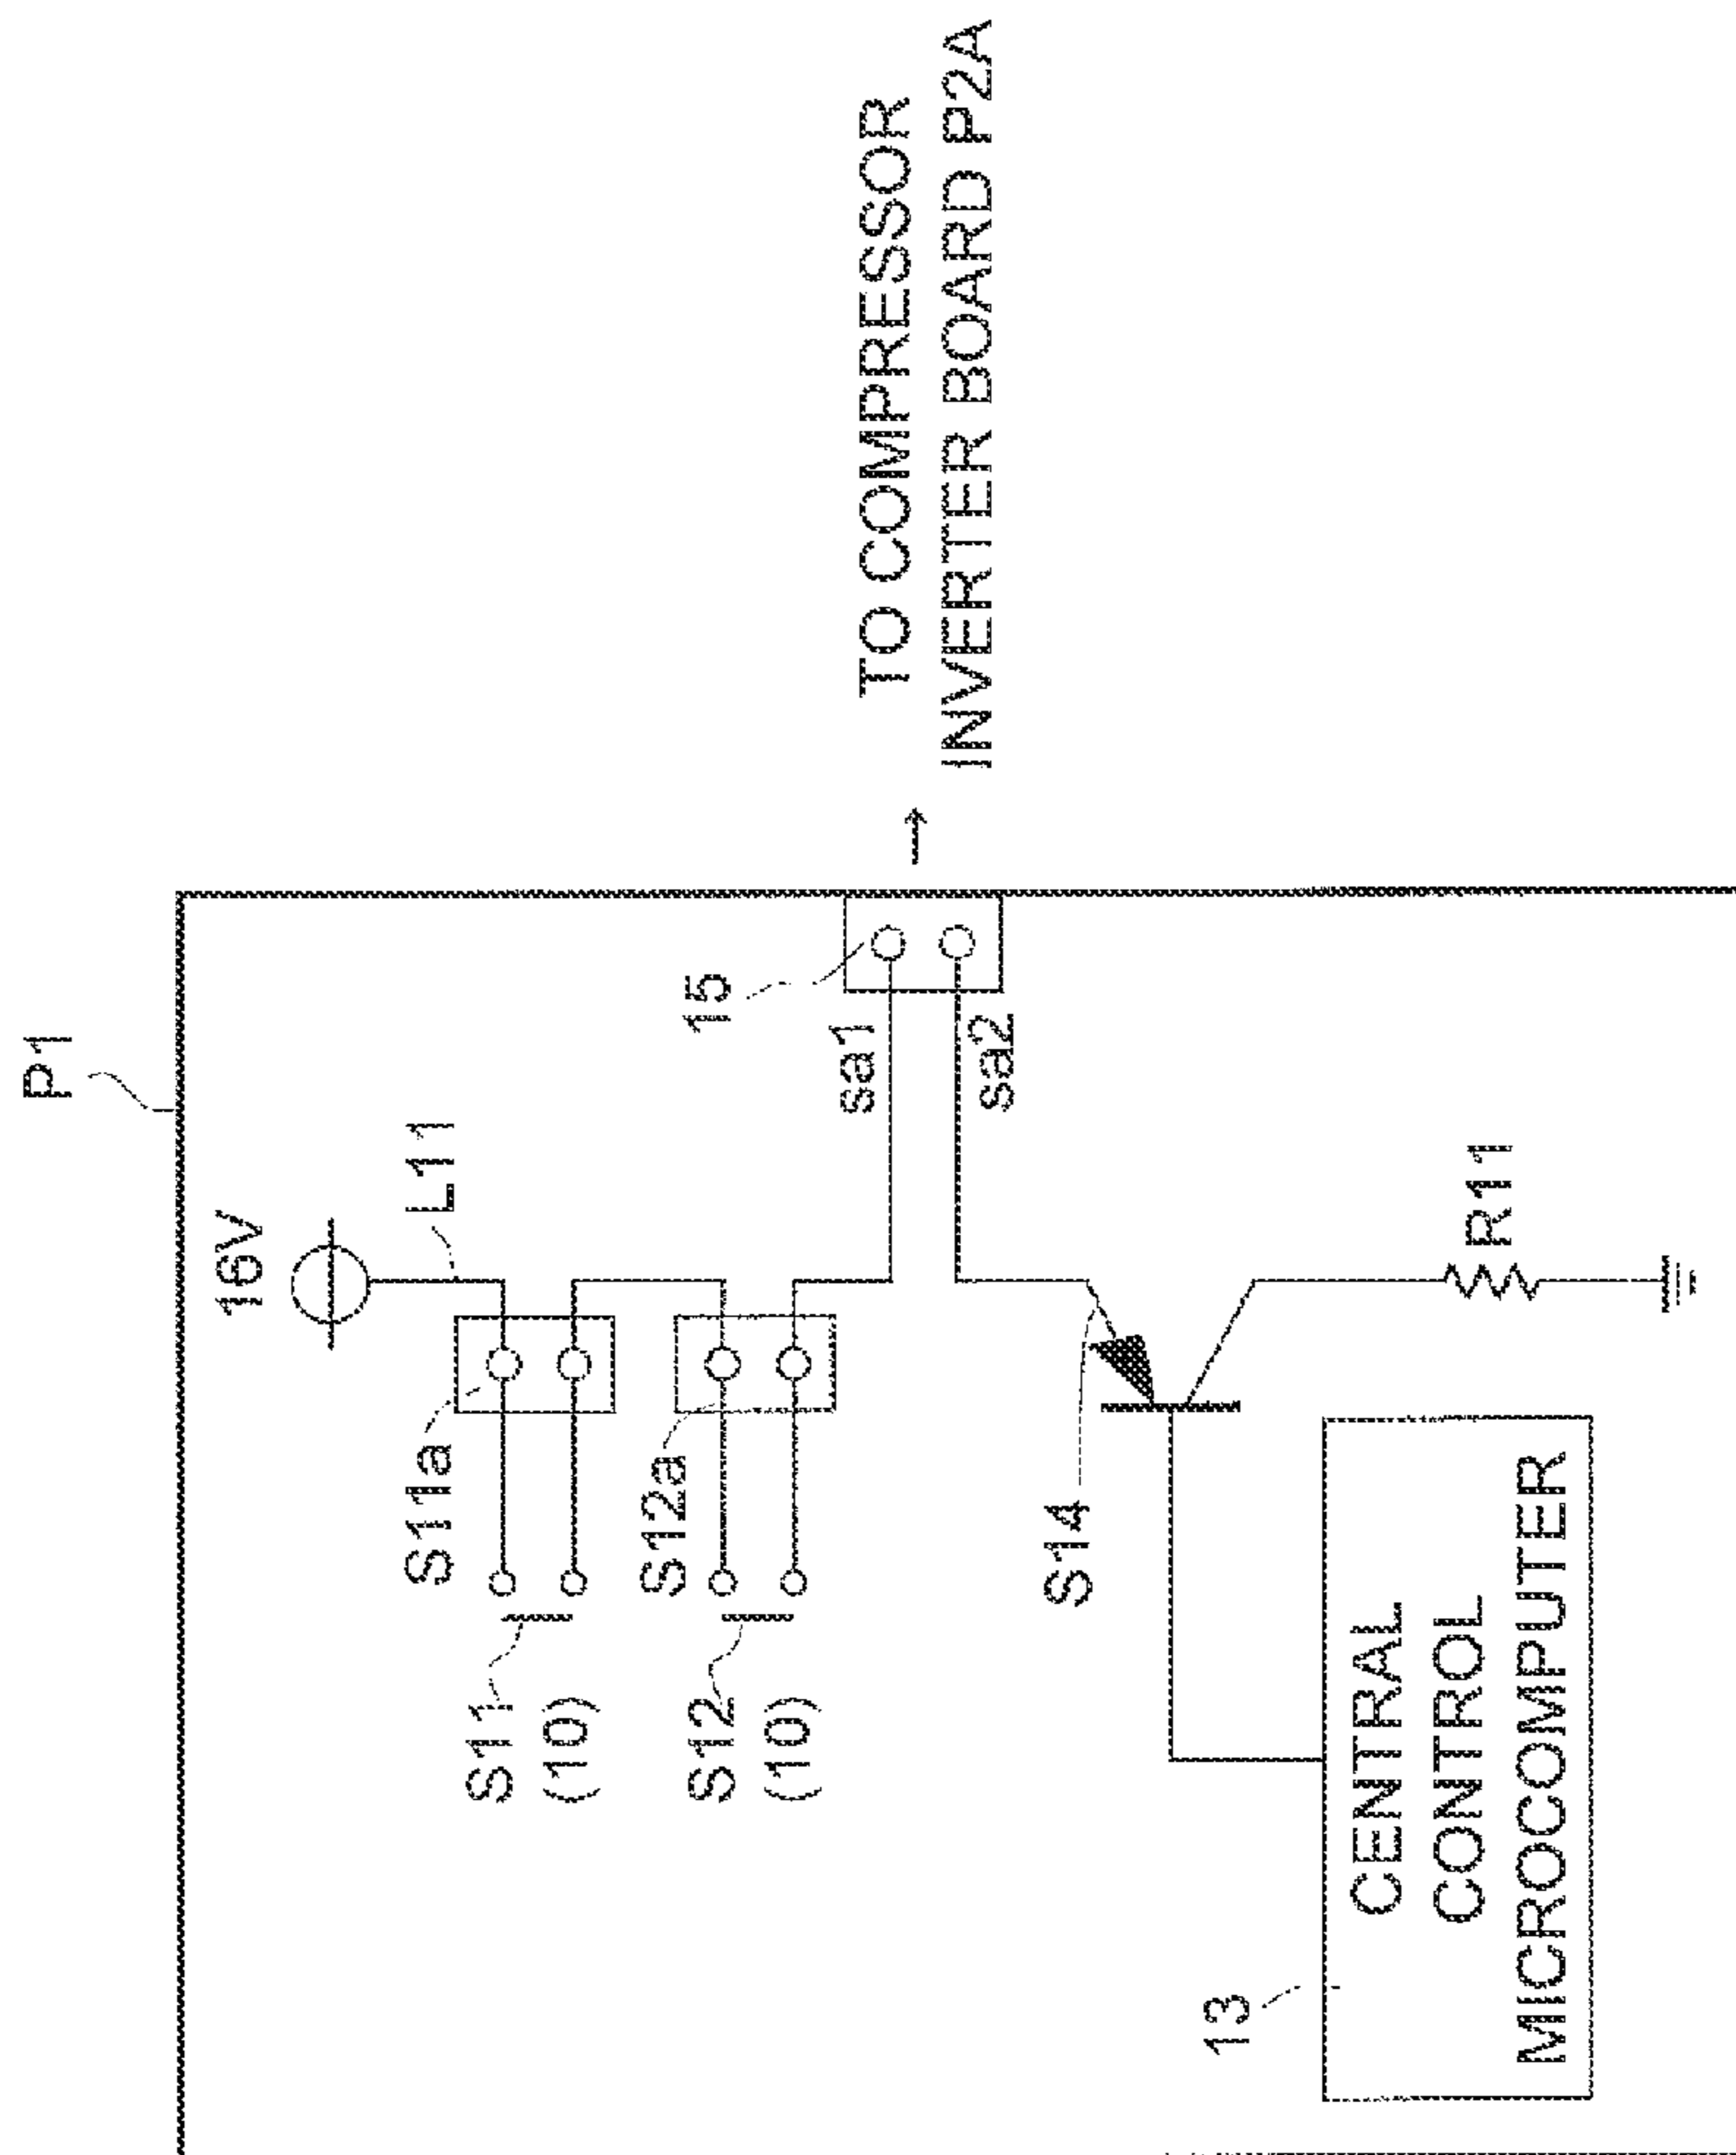 P1
16V
L11
S11a
S11
(10)
S12a
S12
(10)
15
sa1
sa2
→
TO COMPRESSOR
INVERTER BOARD P2A
S14
R11
13
CENTRAL
CONTROL
MICROCOMPUTER